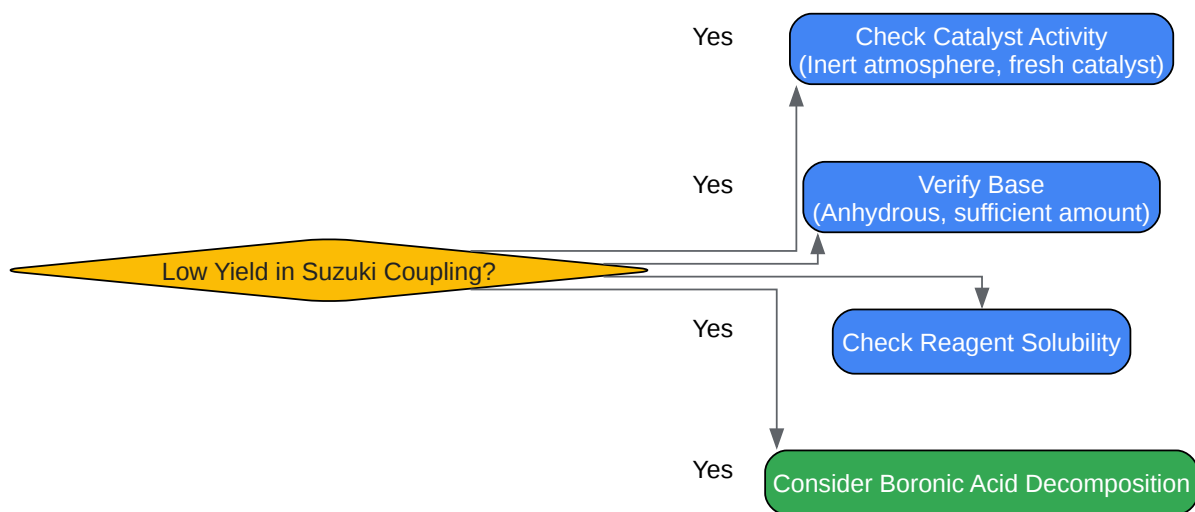 Yes
Check Catalyst Activity
(Inert atmosphere, fresh catalyst)
Yes
Verify Base
(Anhydrous, sufficient amount)
Low Yield in Suzuki Coupling?
Yes
Check Reagent Solubility
Yes
Consider Boronic Acid Decomposition